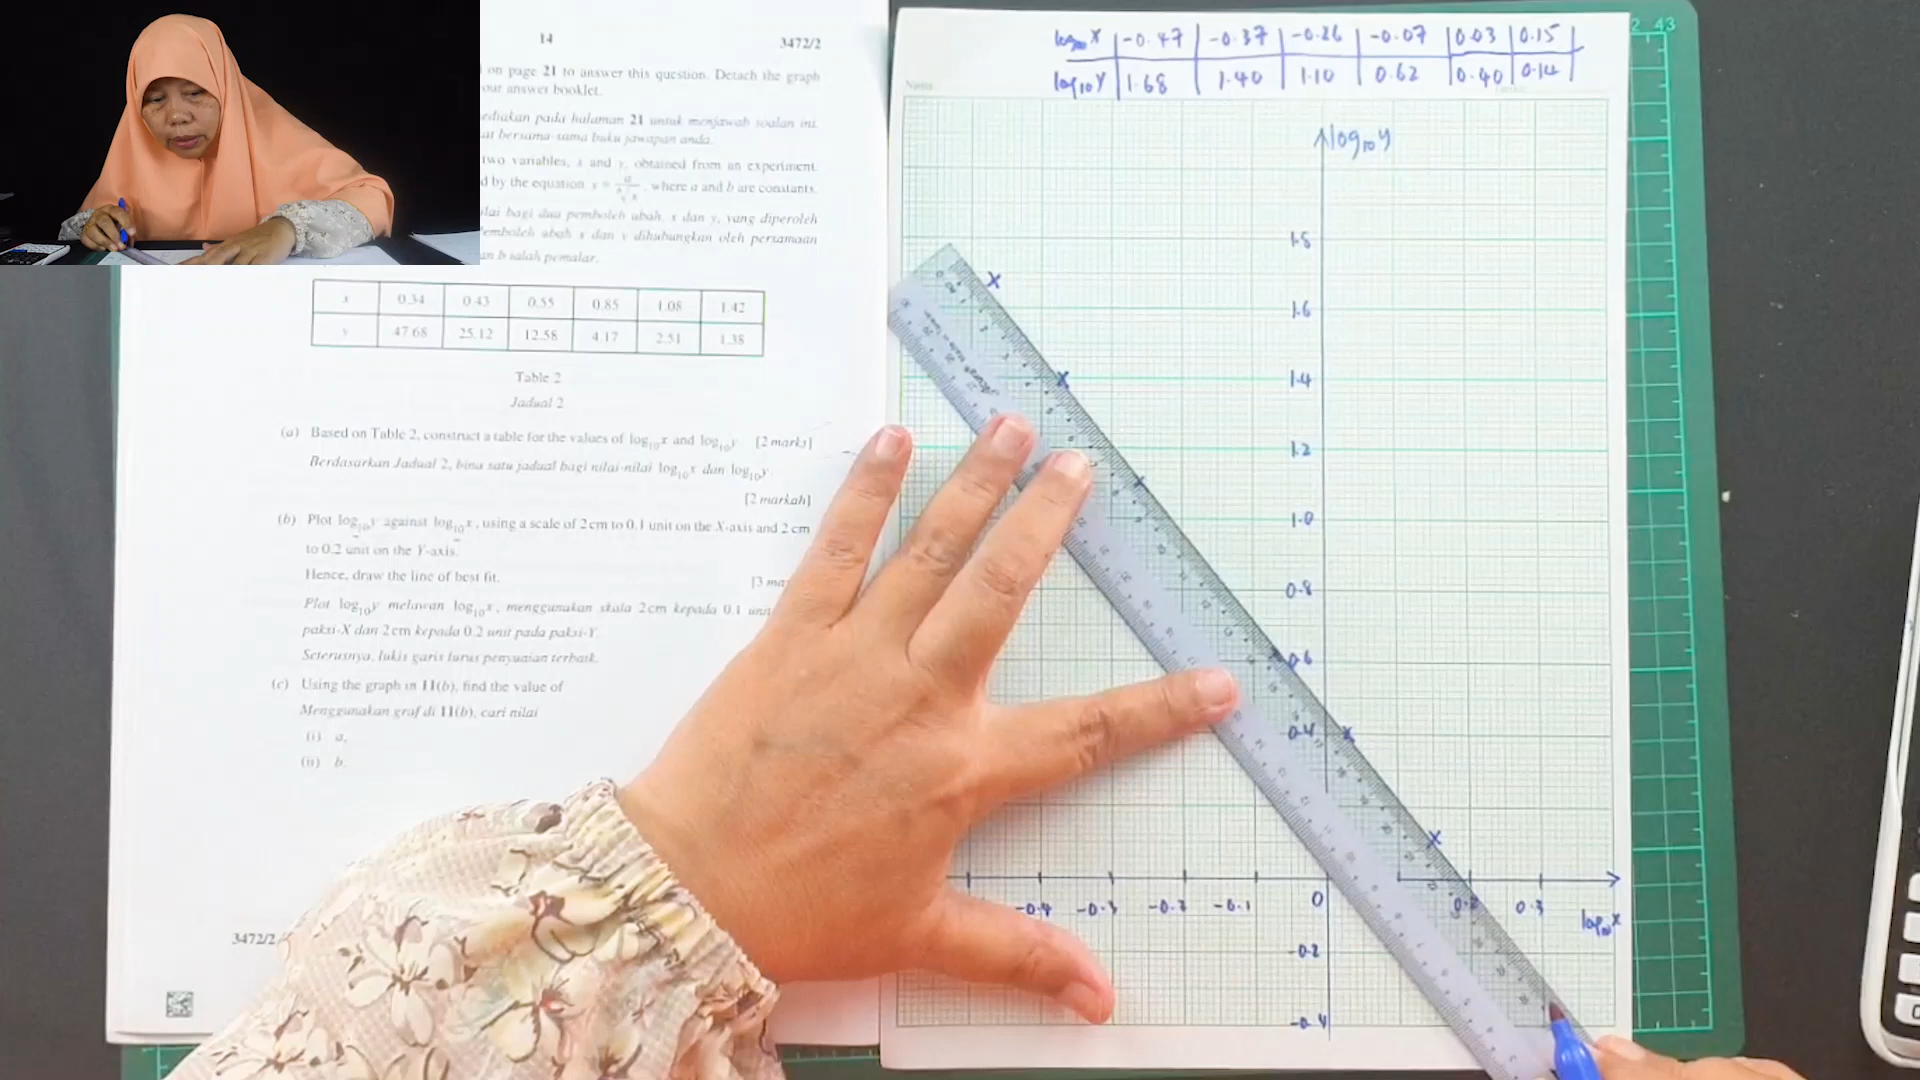 14
3472/2
on page 21 to answer this question. Detach the graph
our answer booklet.
ediakan pada halaman 21 untuk menjawab soalan ini.
at bersama-sama buku jawapan anda.
two variables, x and y, obtained from an experiment.
d by the equation
, where a and b are constants.
ilai bagi dua pemboleh ubah, x dan y, yang diperoleh
emboleh ubah x dan y dihubungkan oleh persamaan
an b ialah pemalar.
x 0.34 0.43 0.55 0.85 1.08 1.42
y 47.68 25.12 12.58 4.17 2.51 1.38
Table 2
Jadual 2
(a) Based on Table 2, construct a table for the values of log₁₀x and log₁₀y. [2 marks]
Berdasarkan Jadual 2, bina satu jadual bagi nilai-nilai log₁₀x dan log₁₀y.
[2 markah]
(b) Plot log₁₀y against log₁₀x, using a scale of 2 cm to 0.1 unit on the X-axis and 2 cm
to 0.2 unit on the Y-axis.
Hence, draw the line of best fit. [3 ma
Plot log₁₀y melawan log₁₀x, menggunakan skala 2 cm kepada 0.1 unit
paksi-X dan 2 cm kepada 0.2 unit pada paksi-Y.
Seterusnya, lukis garis lurus penyuaian terbaik.
(c) Using the graph in 11(b), find the value of
Menggunakan graf di 11(b), cari nilai
(i) a,
(ii) b.
3472/2
log₁₀x -0.47 -0.37 -0.26 -0.07 0.03 0.15
log₁₀y 1.68 1.40 1.10 0.62 0.40 0.14
log₁₀y
1.8
1.6
1.4
1.2
1.0
0.8
0.6
0.4
-0.4 -0.3 -0.2 -0.1 0 0.2 0.3 log₁₀x
-0.2
-0.4
43